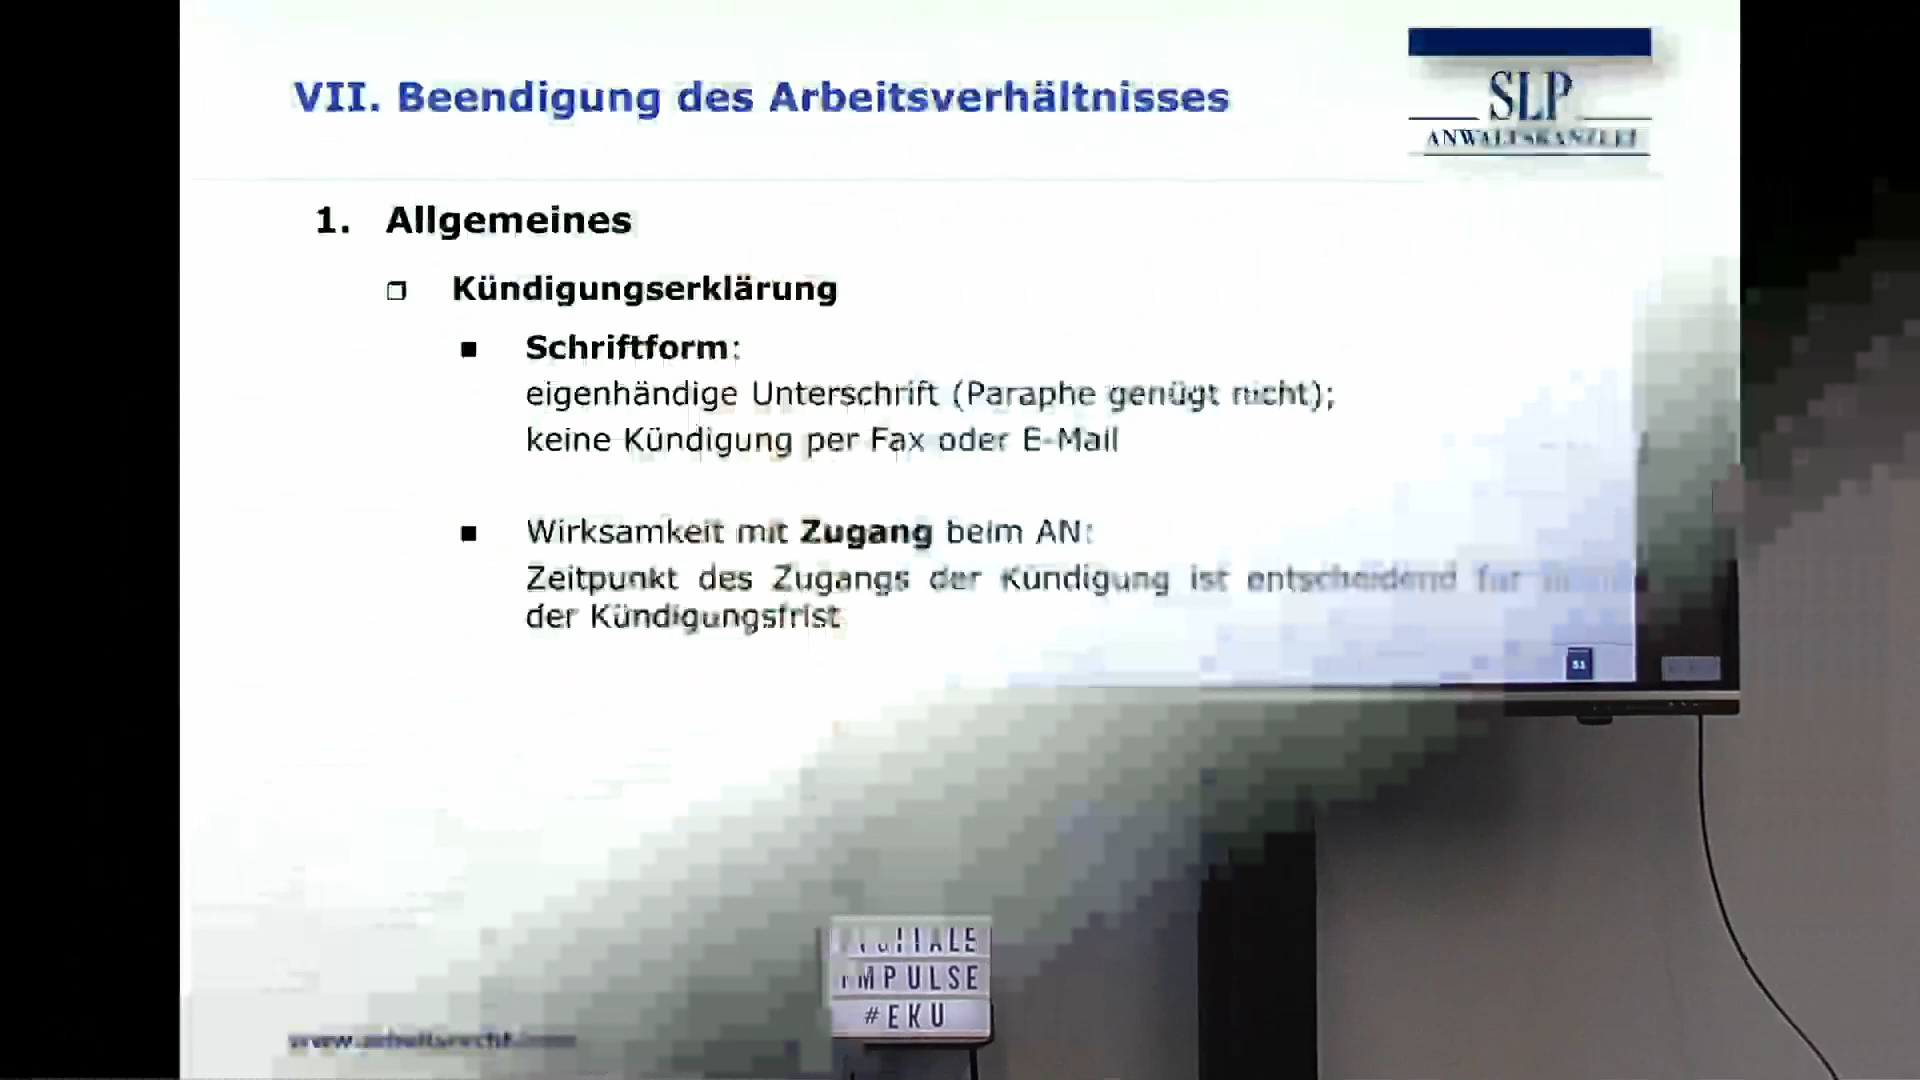 VII. Beendigung des Arbeitsverhältnisses
SLP
ANWALTSKANZLEI
1. Allgemeines
Kündigungserklärung
Schriftform:
eigenhändige Unterschrift (Paraphe genügt nicht);
keine Kündigung per Fax oder E-Mail
Wirksamkeit mit Zugang beim AN:
Zeitpunkt des Zugangs der Kündigung ist entscheidend für
der Kündigungsfrist
51
IMPULSE
#EKU